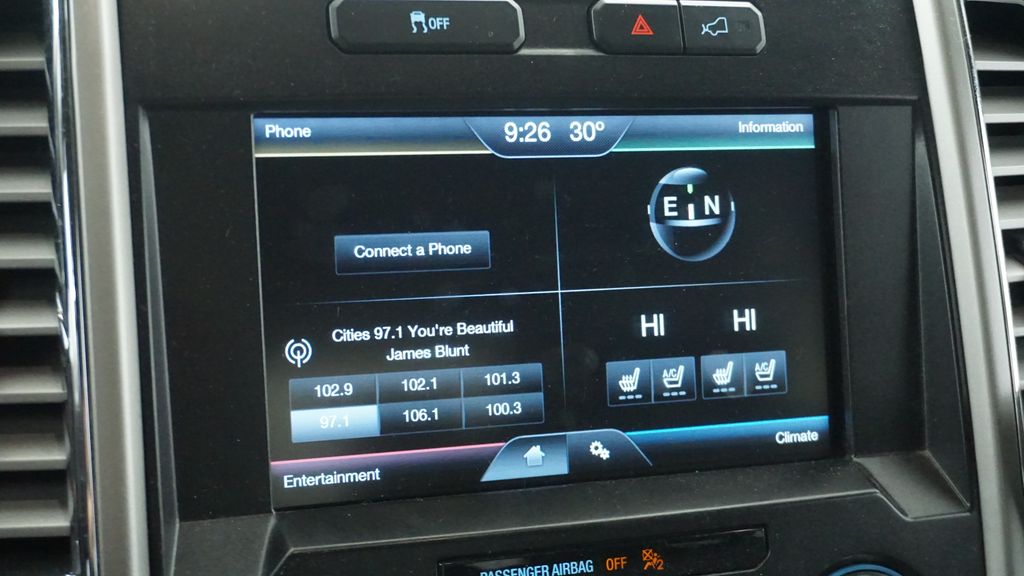 OFF
Phone
9:26 30°
Information
E N
Connect a Phone
Cities 97.1 You're Beautiful
James Blunt
102.9 102.1 101.3
97.1 106.1 100.3
HI HI
A/C A/C
Entertainment
Climate
PASSENGER AIRBAG OFF 2